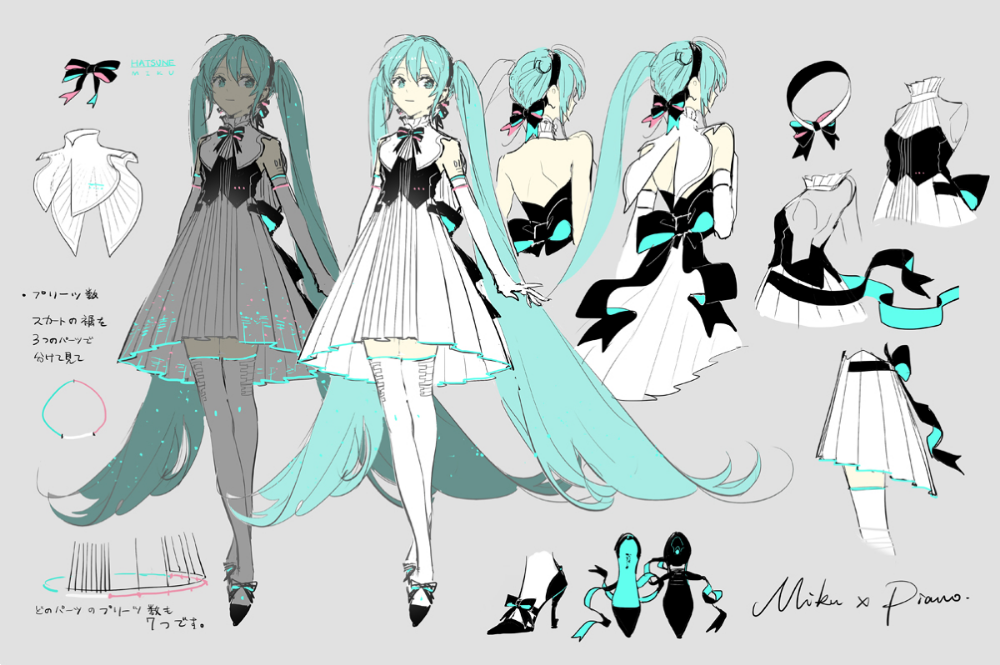 HATSUNE
MIKU
・プリーツ数
スカートの裾を
3つのパーツで
分けて見て
どのパーツのプリーツ数も
7つです。
Miku × Piano.